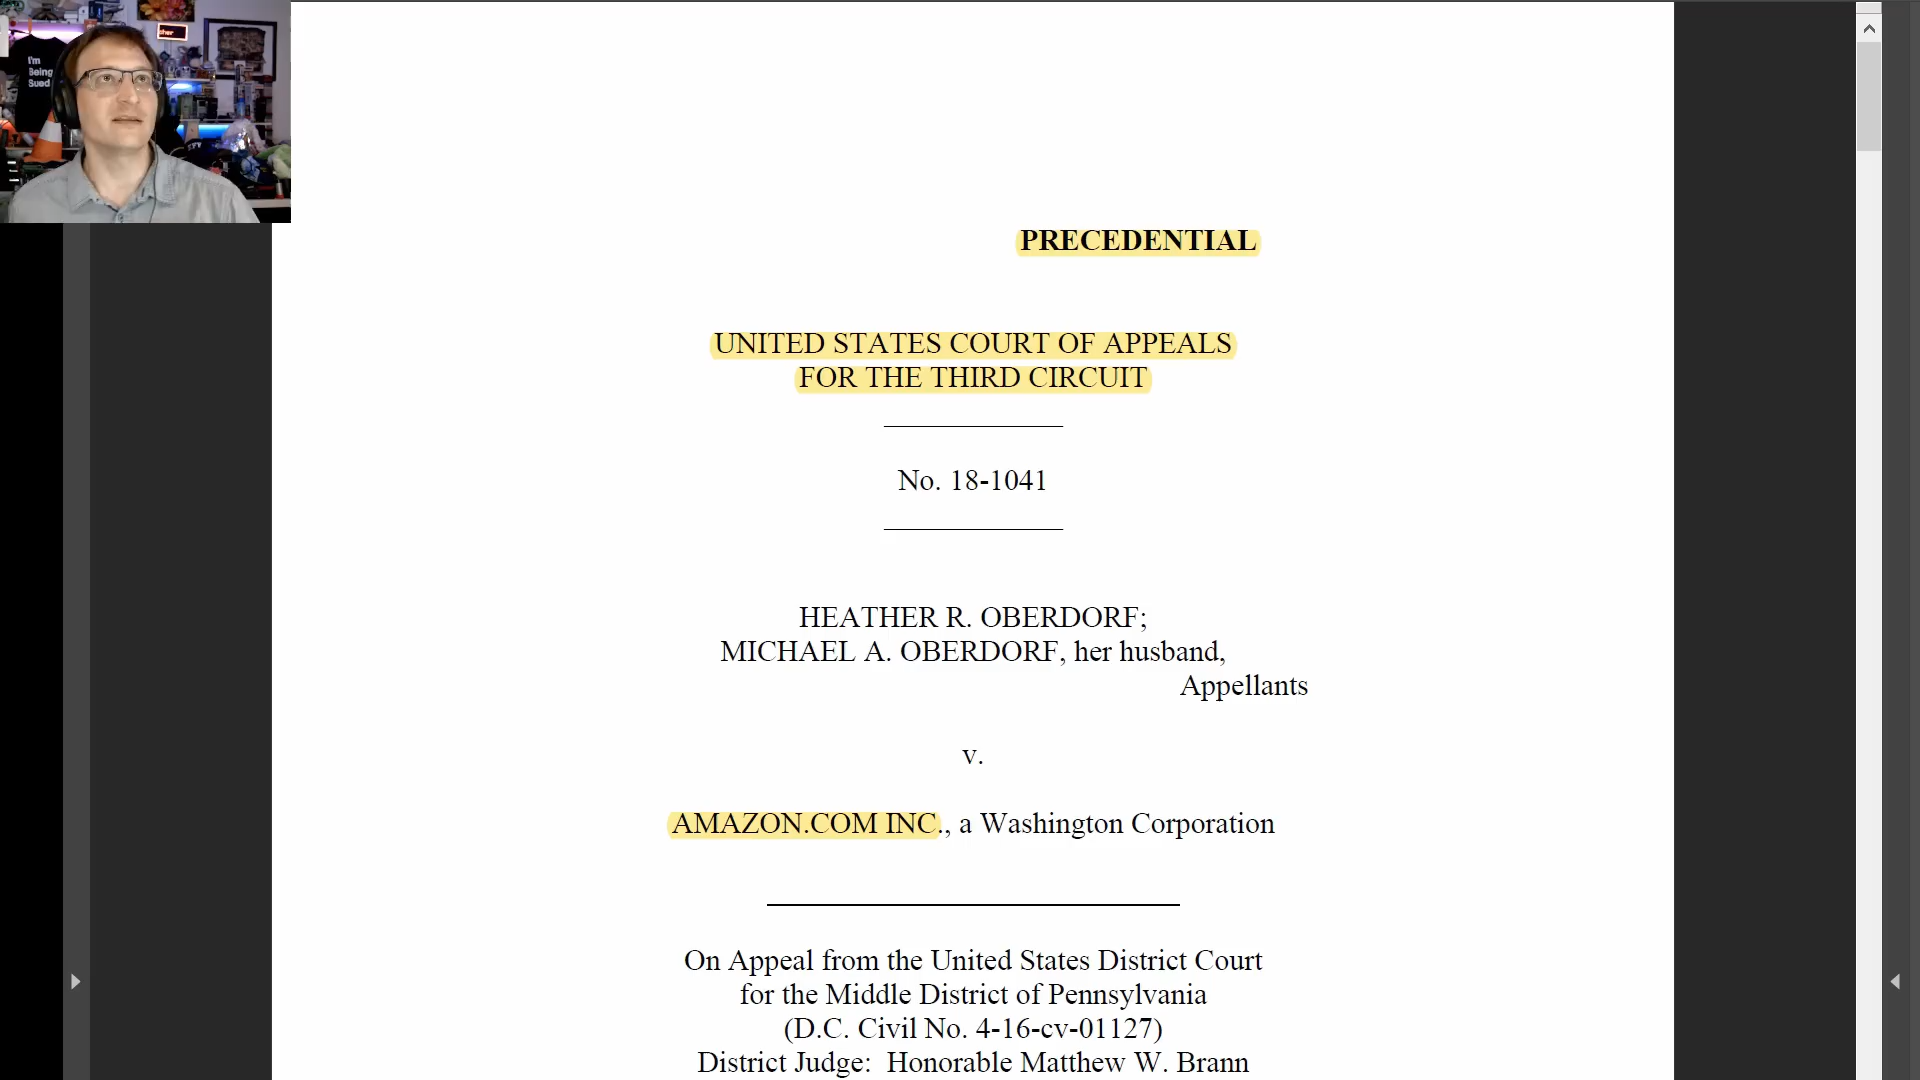 I'm
Being
Sued
PRECEDENTIAL
UNITED STATES COURT OF APPEALS
FOR THE THIRD CIRCUIT
No. 18-1041
HEATHER R. OBERDORF;
MICHAEL A. OBERDORF, her husband,
Appellants
v.
AMAZON.COM INC., a Washington Corporation
On Appeal from the United States District Court
for the Middle District of Pennsylvania
(D.C. Civil No. 4-16-cv-01127)
District Judge: Honorable Matthew W. Brann